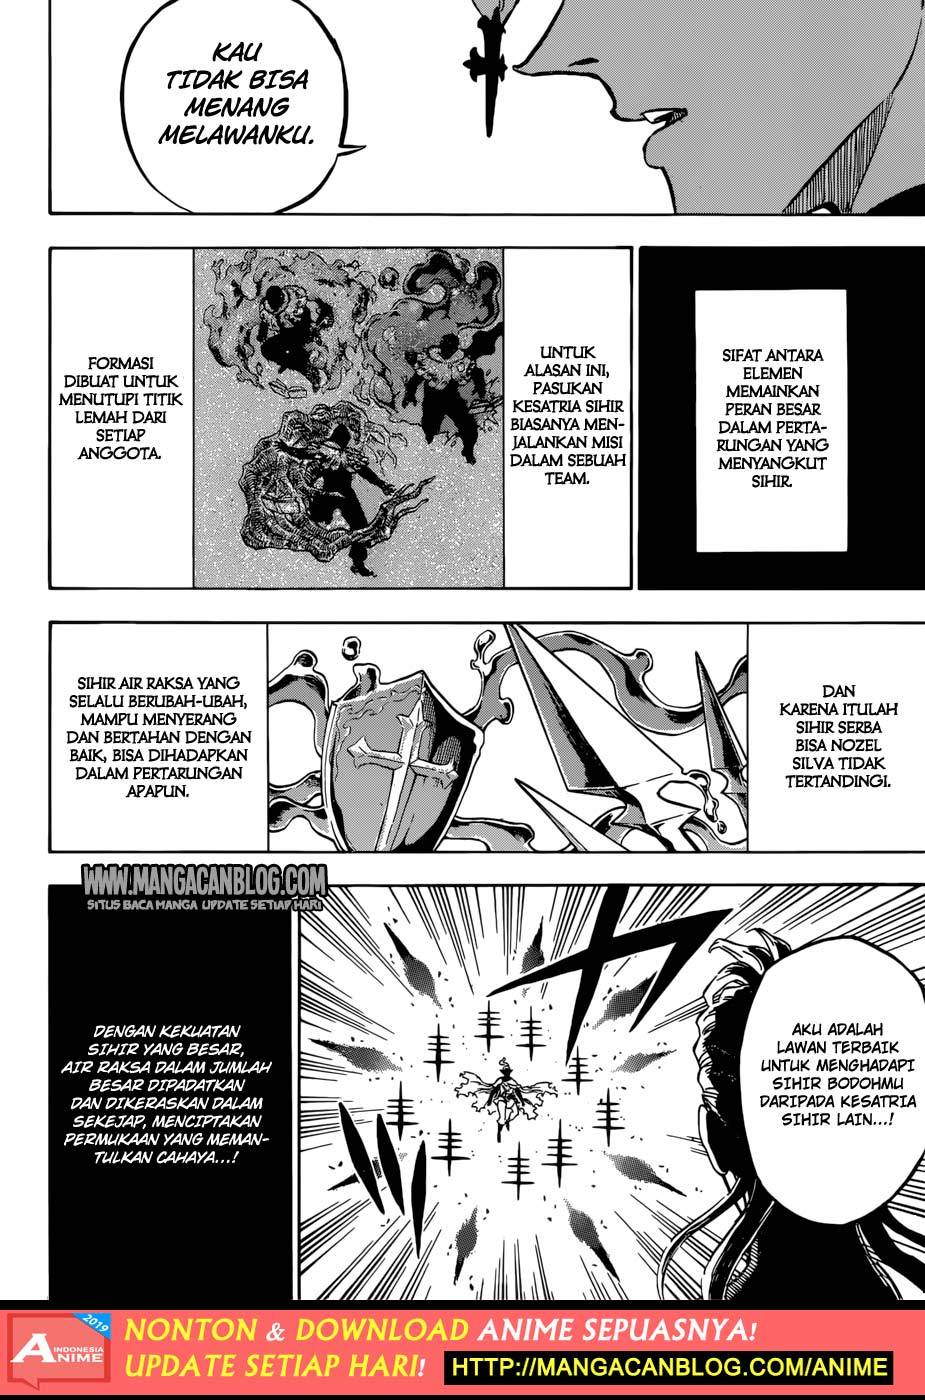 KAU
TIDAK BISA
MENANG
MELAWANKU.
SIFAT ANTARA
ELEMEN
MEMAINKAN
PERAN BESAR
DALAM PERTA-
RUNGAN YANG
MENYANGKUT
SIHIR.
UNTUK
ALASAN INI,
PASUKAN
KESATRIA SIHIR
BIASANYA MEN-
JALANKAN MISI
DALAM SEBUAH
TEAM.
FORMASI
DIBUAT UNTUK
MENUTUPI TITIK
LEMAH DARI
SETIAP
ANGGOTA.
DAN
KARENA ITULAH
SIHIR SERBA
BISA NOZEL
SILVA TIDAK
TERTANDINGI.
SIHIR AIR RAKSA YANG
SELALU BERUBAH-UBAH,
MAMPU MENYERANG
DAN BERTAHAN DENGAN
BAIK, BISA DIHADAPKAN
DALAM PERTARUNGAN
APAPUN.
WWW.MANGACANBLOG.COM
SITUS BACA MANGA UPDATE SETIAP HARI
AKU ADALAH
LAWAN TERBAIK
UNTUK MENGHADAPI
SIHIR BODOHMU
DARIPADA KESATRIA
SIHIR LAIN...!
DENGAN KEKUATAN
SIHIR YANG BESAR,
AIR RAKSA DALAM JUMLAH
BESAR DIPADATKAN
DAN DIKERASKAN DALAM
SEKEJAP, MENCIPTAKAN
PERMUKAAN YANG MEMAN-
TULKAN CAHAYA...!
2019
INDONESIA
ANIME
NONTON & DOWNLOAD ANIME SEPUASNYA!
UPDATE SETIAP HARI! HTTP://MANGACANBLOG.COM/ANIME